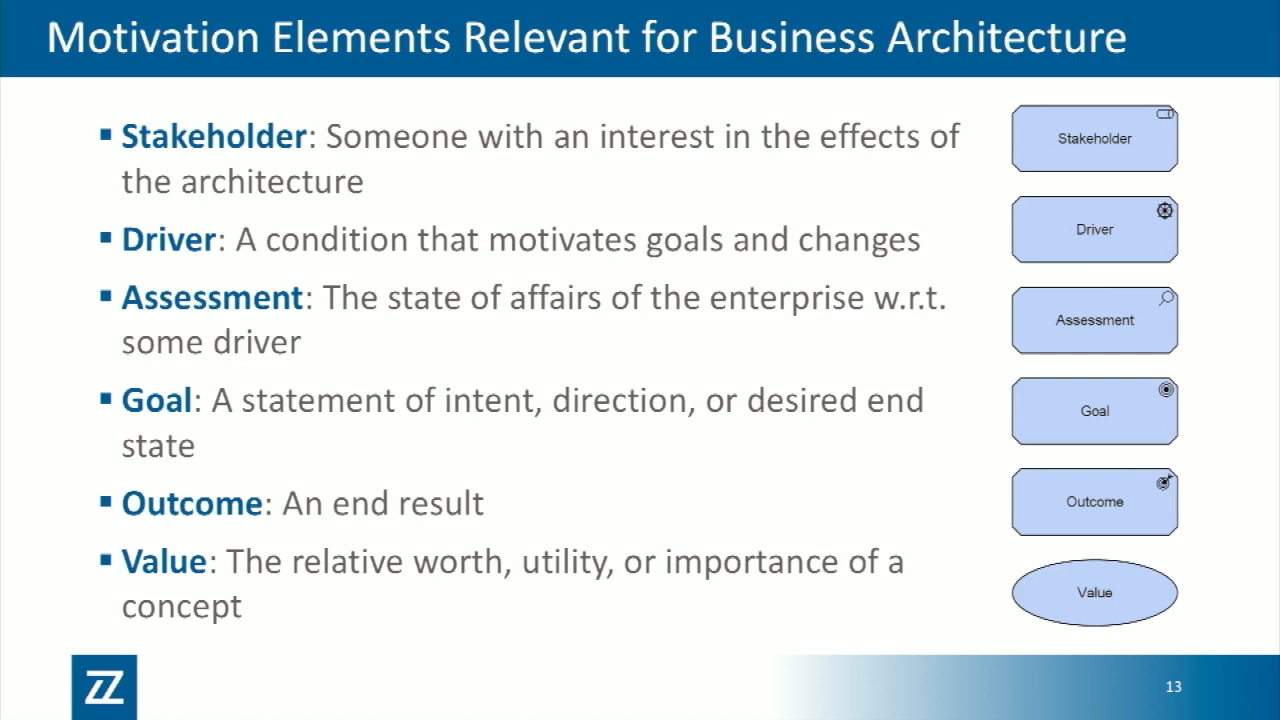 Motivation Elements Relevant for Business Architecture
▪ Stakeholder: Someone with an interest in the effects of
the architecture
▪ Driver: A condition that motivates goals and changes
▪ Assessment: The state of affairs of the enterprise w.r.t.
some driver
▪ Goal: A statement of intent, direction, or desired end
state
▪ Outcome: An end result
▪ Value: The relative worth, utility, or importance of a
concept
Stakeholder
Driver
Assessment
Goal
Outcome
Value
ZZ
13